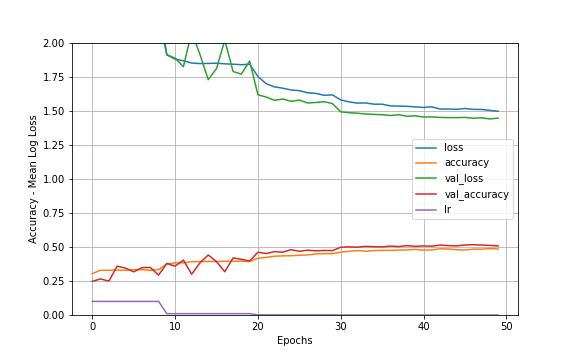 2.00
1.75
1.50
1.25
1.00
0.75
0.50
0.25
0.00
Accuracy - Mean Log Loss
loss
accuracy
val_loss
val_accuracy
lr
0 10 20 30 40 50
Epochs